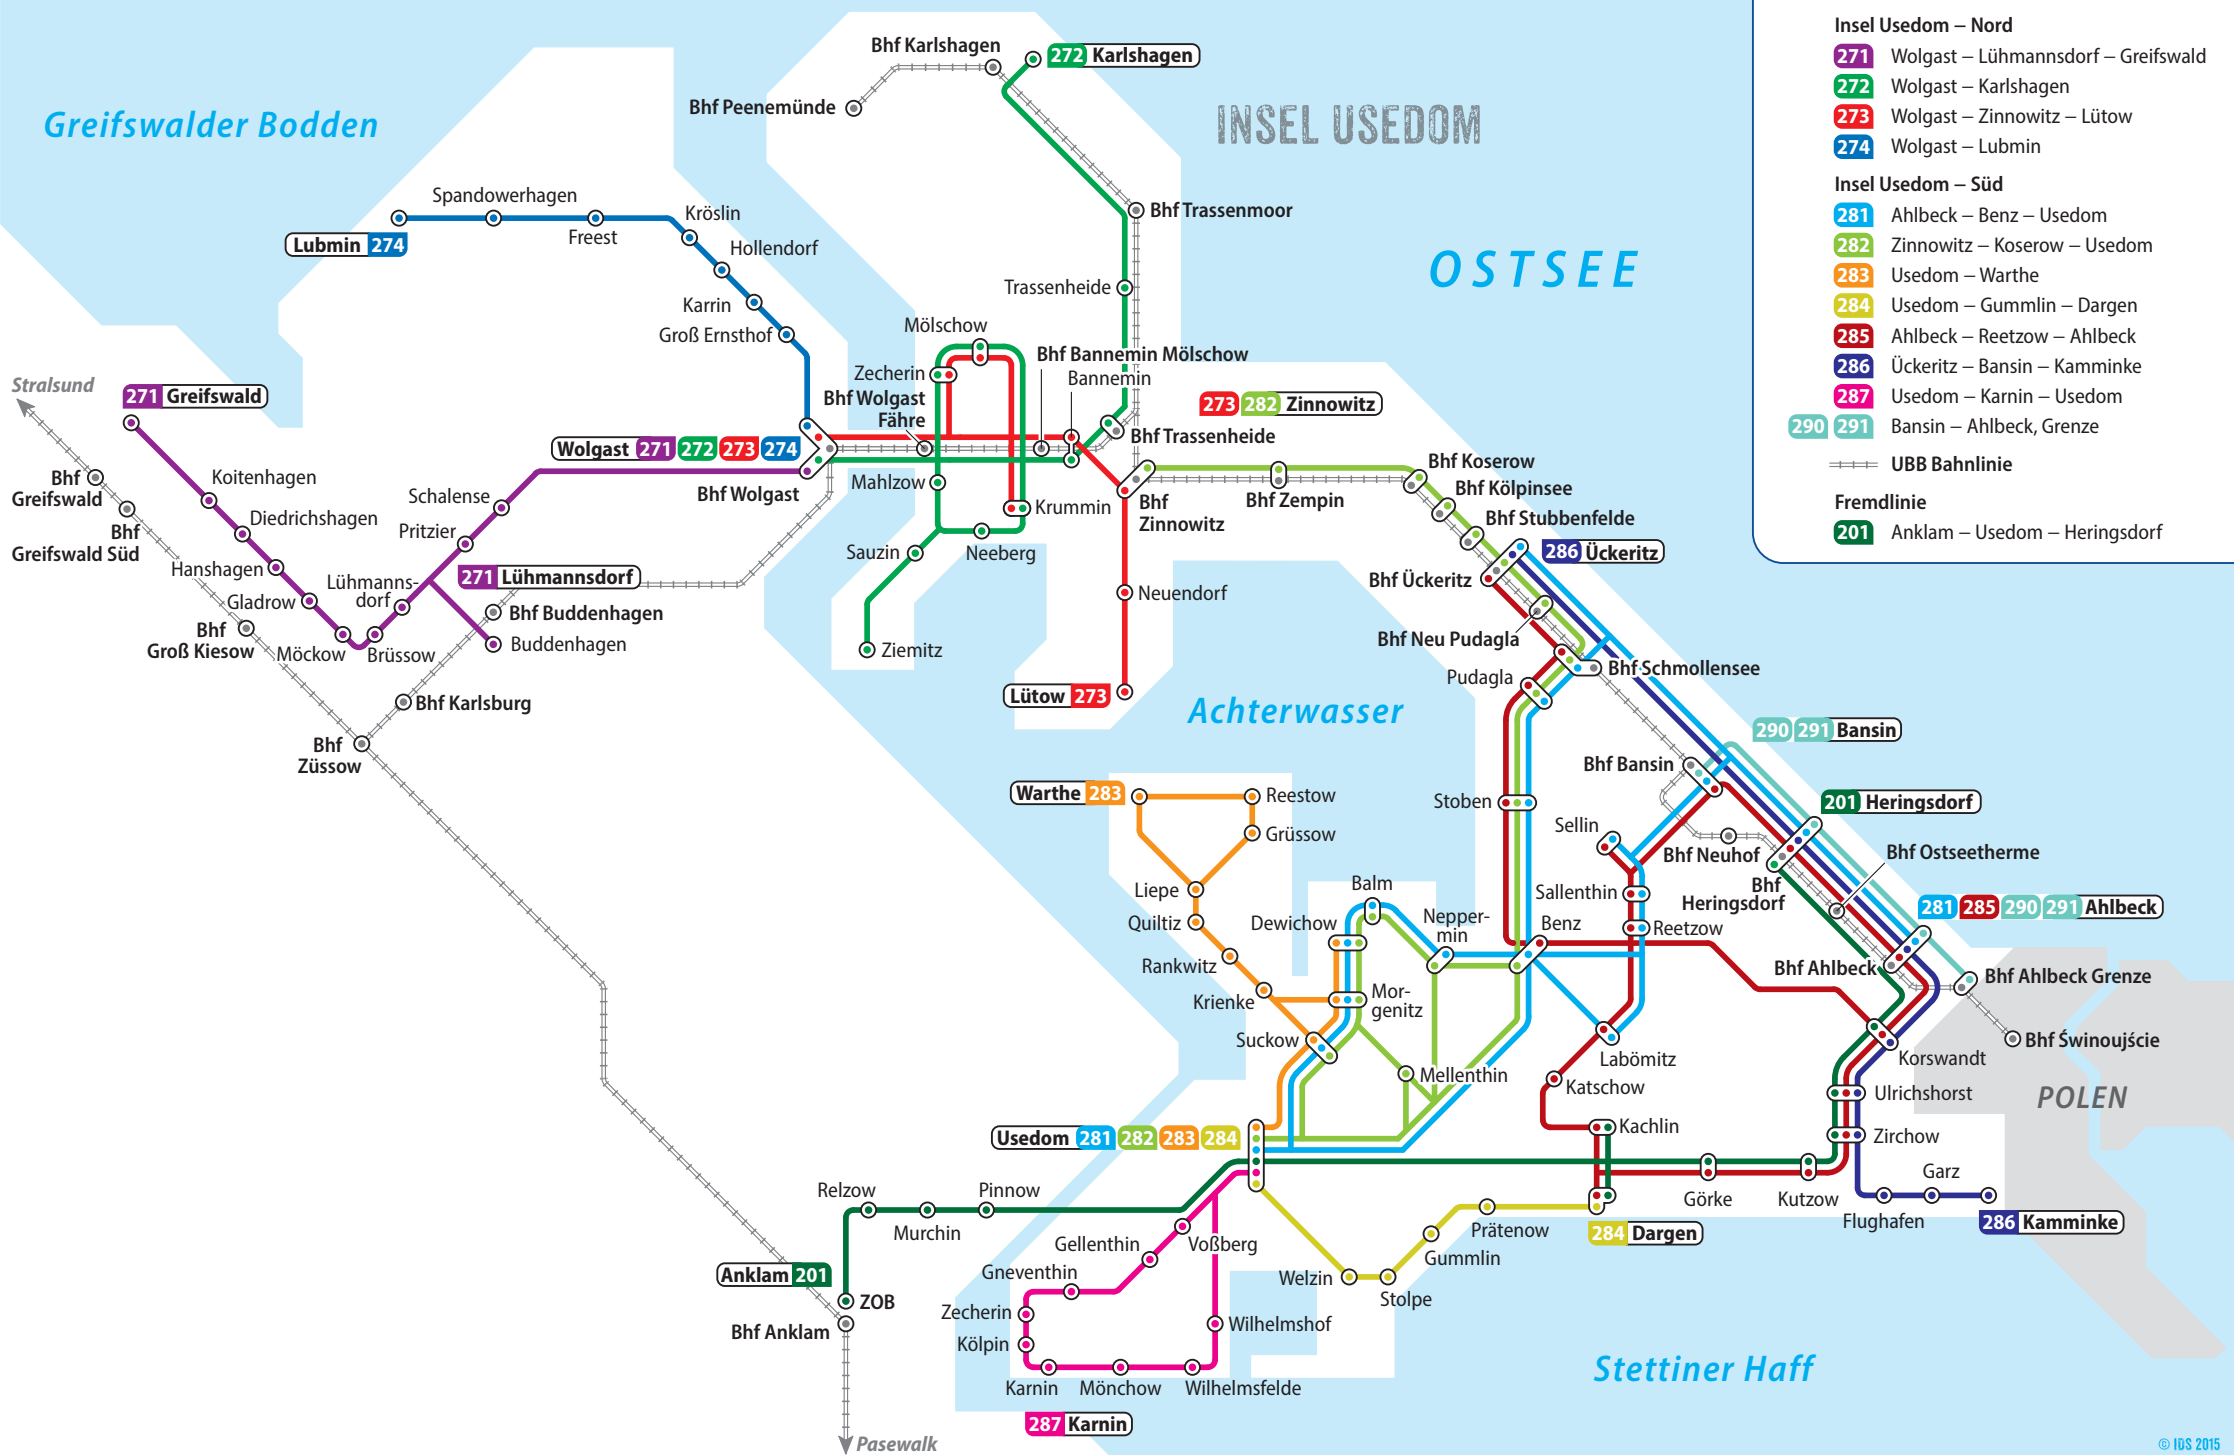 Insel Usedom – Nord
271 Wolgast – Lühmannsdorf – Greifswald
272 Wolgast – Karlshagen
273 Wolgast – Zinnowitz – Lütow
274 Wolgast – Lubmin
Insel Usedom – Süd
281 Ahlbeck – Benz – Usedom
282 Zinnowitz – Koserow – Usedom
283 Usedom – Warthe
284 Usedom – Gummlin – Dargen
285 Ahlbeck – Reetzow – Ahlbeck
286 Ückeritz – Bansin – Kamminke
287 Usedom – Karnin – Usedom
290 291 Bansin – Ahlbeck, Grenze
UBB Bahnlinie
Fremdlinie
201 Anklam – Usedom – Heringsdorf
Greifswalder Bodden
INSEL USEDOM
OSTSEE
Achterwasser
Stettiner Haff
POLEN
Bhf Karlshagen
272 Karlshagen
Bhf Peenemünde
Bhf Trassenmoor
Trassenheide
Spandowerhagen
Freest
Kröslin
Lubmin 274
Hollendorf
Karrin
Groß Ernsthof
Mölschow
Zecherin
Bhf Bannemin Mölschow
Bannemin
Bhf Wolgast
Fähre
273 282 Zinnowitz
Bhf Trassenheide
Stralsund
271 Greifswald
Wolgast 271 272 273 274
Bhf Wolgast
Mahlzow
Krummin
Sauzin
Neeberg
Ziemitz
Bhf
Greifswald
Bhf
Greifswald Süd
Koitenhagen
Diedrichshagen
Hanshagen
Gladrow
Bhf
Groß Kiesow
Möckow
Brüssow
Lühmanns-
dorf
Pritzier
Schalense
271 Lühmannsdorf
Bhf Buddenhagen
Buddenhagen
Bhf Karlsburg
Bhf
Züssow
Bhf
Zinnowitz
Bhf Zempin
Bhf Koserow
Bhf Kölpinsee
Bhf Stubbenfelde
286 Ückeritz
Bhf Ückeritz
Bhf Neu Pudagla
Bhf Schmollensee
Pudagla
Neuendorf
Lütow 273
290 291 Bansin
Bhf Bansin
201 Heringsdorf
Bhf Neuhof
Bhf Ostseetherme
Bhf
Heringsdorf
281 285 290 291 Ahlbeck
Bhf Ahlbeck
Bhf Ahlbeck Grenze
Bhf Świnoujście
Warthe 283
Reestow
Grüssow
Liepe
Quiltiz
Rankwitz
Krienke
Suckow
Stoben
Sellin
Sallenthin
Reetzow
Balm
Dewichow
Nepper-
min
Benz
Mor-
genitz
Mellenthin
Labömitz
Katschow
Kachlin
Korswandt
Ulrichshorst
Zirchow
Garz
Flughafen
286 Kamminke
Kutzow
Görke
Usedom 281 282 283 284
284 Dargen
Prätenow
Gummlin
Stolpe
Welzin
Relzow
Murchin
Pinnow
Anklam 201
ZOB
Bhf Anklam
Pasewalk
Voßberg
Gellenthin
Gneventhin
Zecherin
Kölpin
Karnin
Mönchow
Wilhelmsfelde
Wilhelmshof
287 Karnin
© IDS 2015